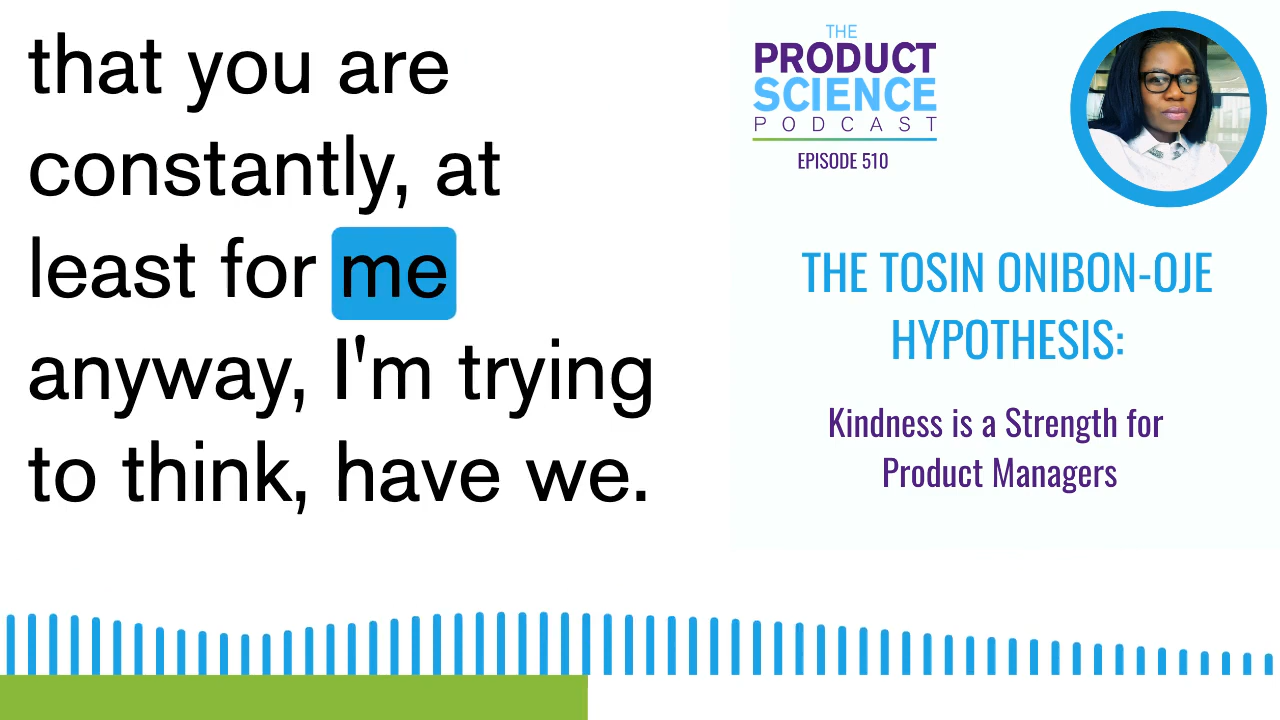 that you are
constantly, at
least for me
anyway, I'm trying
to think, have we.
THE
PRODUCT
SCIENCE
PODCAST
EPISODE 510
THE TOSIN ONIBON-OJE
HYPOTHESIS:
Kindness is a Strength for
Product Managers